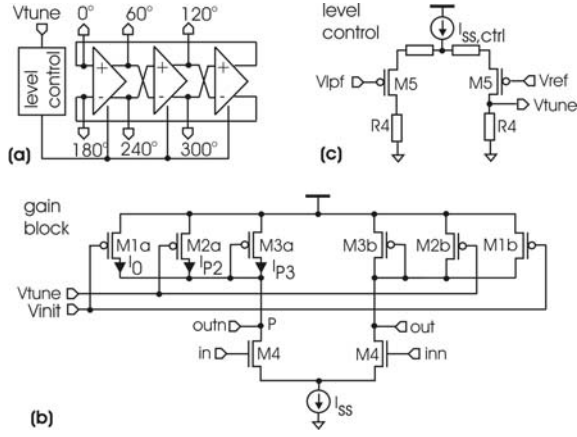 Vtune 0° 60° 120°
level control
+ + +
- - -
180° 240° 300°
(a)
level control
I_SS,ctrl
Vlpf M5 M5 Vref
Vtune
R4 R4
(c)
gain block
M1a M2a M3a M3b M2b M1b
I_0 I_P2 I_P3
Vtune
Vinit
outn P out
in M4 M4 inn
I_SS
(b)